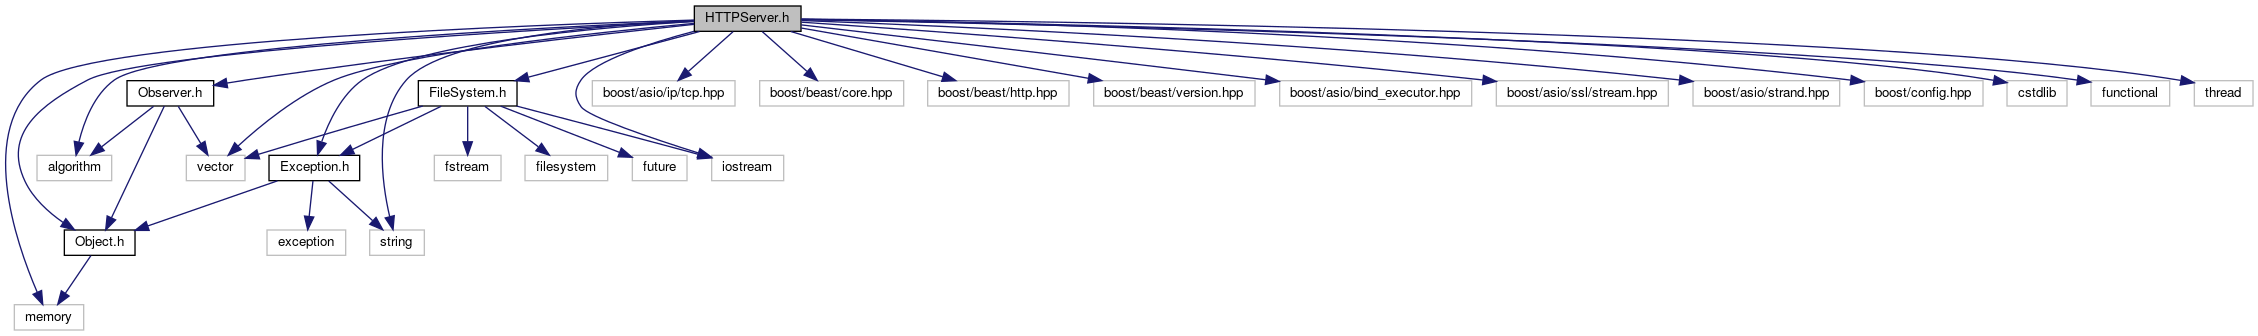 HTTPServer.h
Observer.h
FileSystem.h
boost/asio/ip/tcp.hpp
boost/beast/core.hpp
boost/beast/http.hpp
boost/beast/version.hpp
boost/asio/bind_executor.hpp
boost/asio/ssl/stream.hpp
boost/asio/strand.hpp
boost/config.hpp
cstdlib
functional
thread
algorithm
vector
Exception.h
fstream
filesystem
future
iostream
Object.h
exception
string
memory